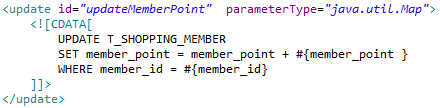 <update id="updateMemberPoint"  parameterType="java.util.Map">
    <![CDATA[
        UPDATE T_SHOPPING_MEMBER
        SET member_point = member_point + #{member_point }
        WHERE member_id = #{member_id}
    ]]>
</update>